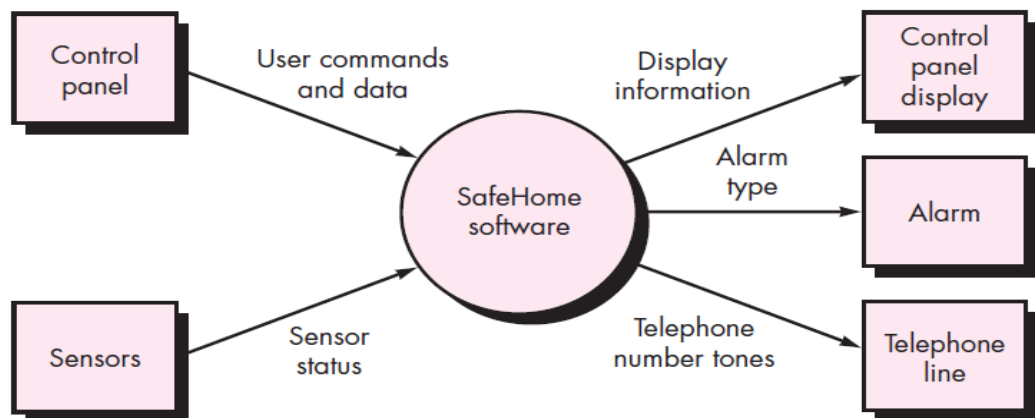 Control
panel
User commands
and data
Display
information
Control
panel
display
SafeHome
software
Alarm
type
Alarm
Sensors
Sensor
status
Telephone
number tones
Telephone
line